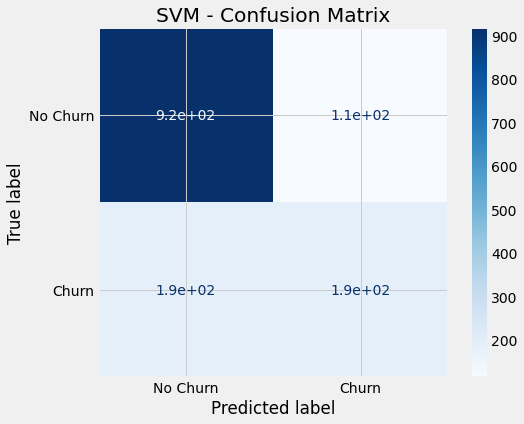 SVM - Confusion Matrix
True label
No Churn
9.2e+02
1.1e+02
Churn
1.9e+02
1.9e+02
No Churn
Churn
Predicted label
900
800
700
600
500
400
300
200